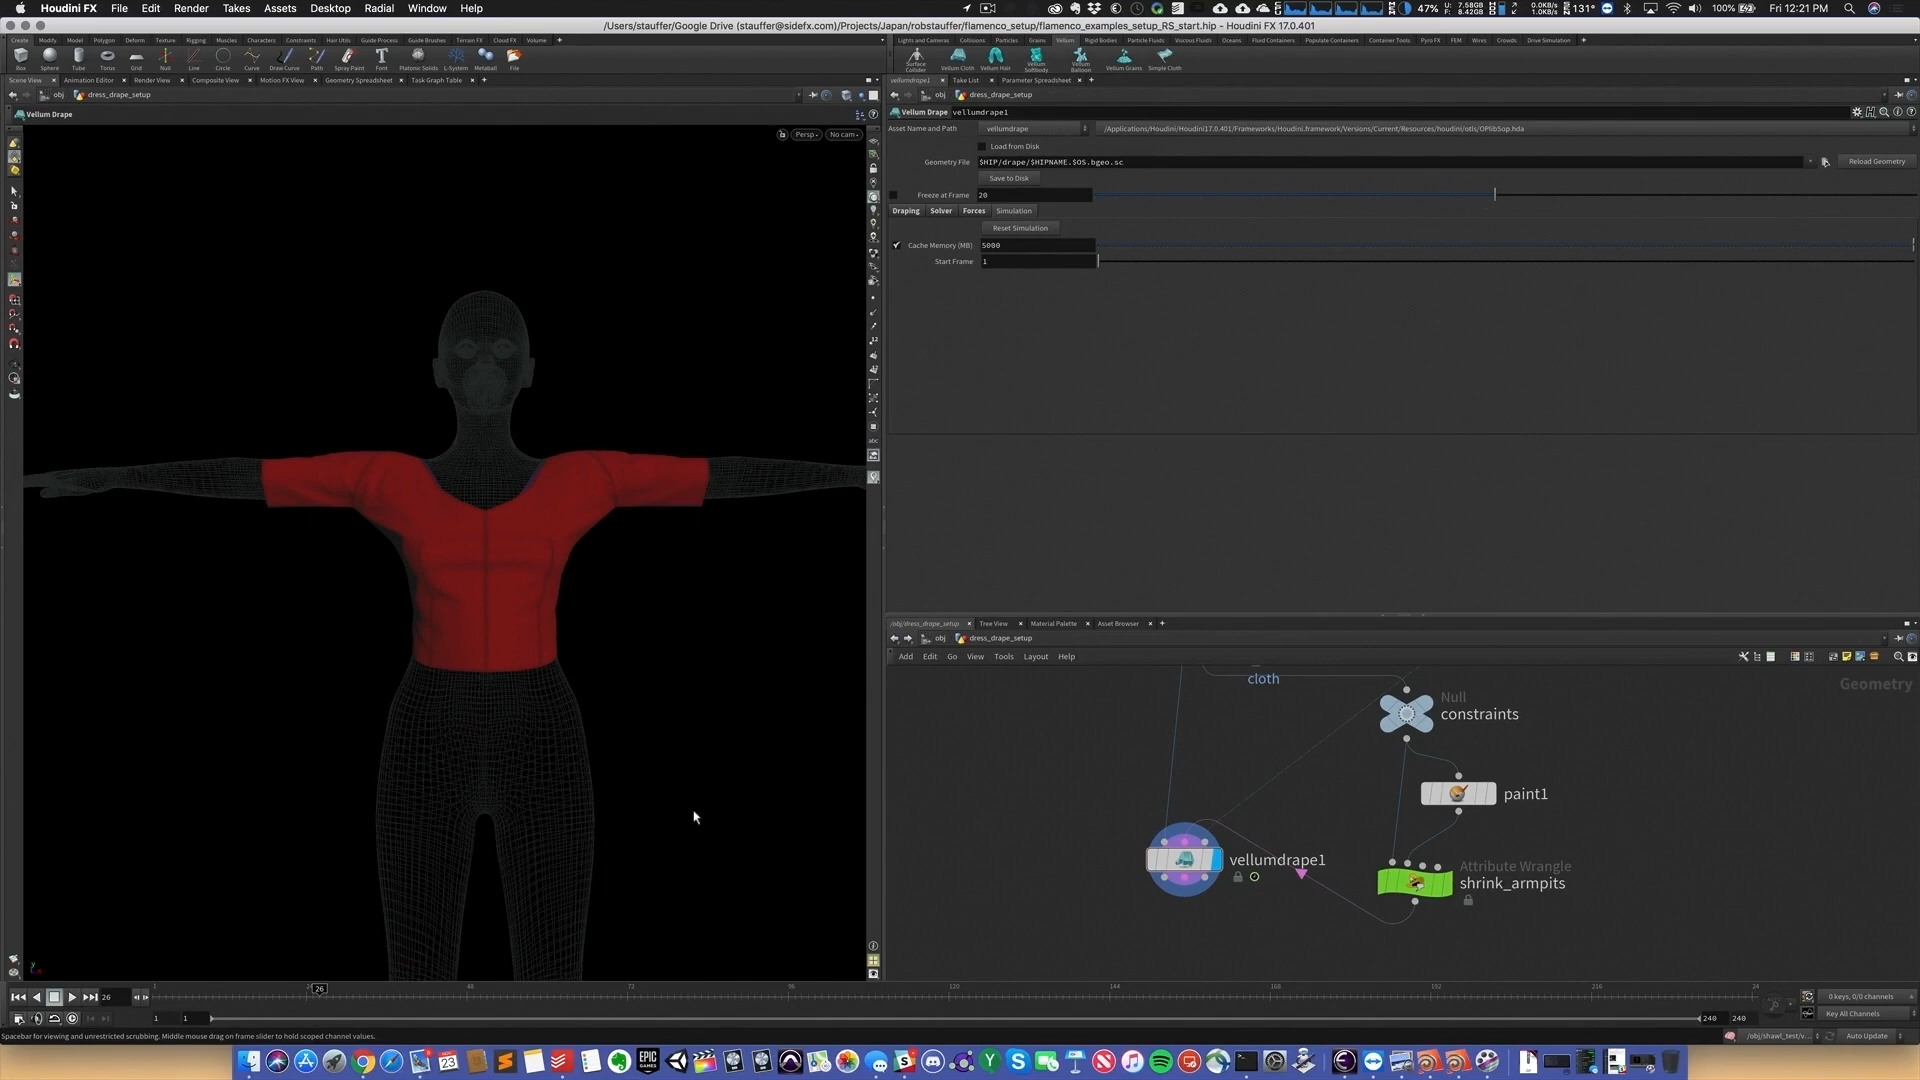 Houdini FX File Edit Render Takes Assets Desktop Radial Vellum Window Help
47% 131° 100% Fri 12:21 PM
/Users/stauffer/Google Drive (stauffer@sidefx.com)/Projects/Japan/robstauffer/flamenco_setup/flamenco_examples_setup_RS_start.hip - Houdini FX 17.0.401
Create Modify Model Polygon Deform Texture Rigging Muscles Characters Constraints Hair Utils Guide Process Guide Brushes Terrain FX Cloud FX Volume
Box Sphere Tube Torus Grid Null Line Circle Curve Draw Curve Path Spray Paint Font Platonic Solids L-System Metaball File
Lights and Cameras Collisions Particles Grains Vellum Rigid Bodies Particle Fluids Viscous Fluids Oceans Fluid Containers Populate Containers Container Tools Pyro FX FEM Wires Crowds Drive Simulation
Surface Collider Vellum Cloth Vellum Hair Vellum Softbody Vellum Balloon Vellum Grains Simple Cloth
Scene View Animation Editor Render View Composite View Motion FX View Geometry Spreadsheet Task Graph Table
obj dress_drape_setup
Vellum Drape
Persp No cam
vellumdrape1 Take List Parameter Spreadsheet
obj dress_drape_setup
Vellum Drape vellumdrape1
Asset Name and Path vellumdrape /Applications/Houdini/Houdini17.0.401/Frameworks/Houdini.framework/Versions/Current/Resources/houdini/otls/OPlibSop.hda
Load from Disk
Geometry File $HIP/drape/$HIPNAME.$OS.bgeo.sc Reload Geometry
Save to Disk
Freeze at Frame 20
Draping Solver Forces Simulation
Reset Simulation
Cache Memory (MB) 5000
Start Frame 1
/obj/dress_drape_setup Tree View Material Palette Asset Browser
obj dress_drape_setup
Add Edit Go View Tools Layout Help
Geometry
cloth
Null
constraints
paint1
vellumdrape1
Attribute Wrangle
shrink_armpits
26 1 26 48 72 96 120 144 168 192 216 24
0 keys, 0/0 channels
1 1 240 240 Key All Channels
Spacebar for viewing and unrestricted scrubbing. Middle mouse drag on frame slider to hold scoped channel values.
/obj/shawl_test/v... Auto Update